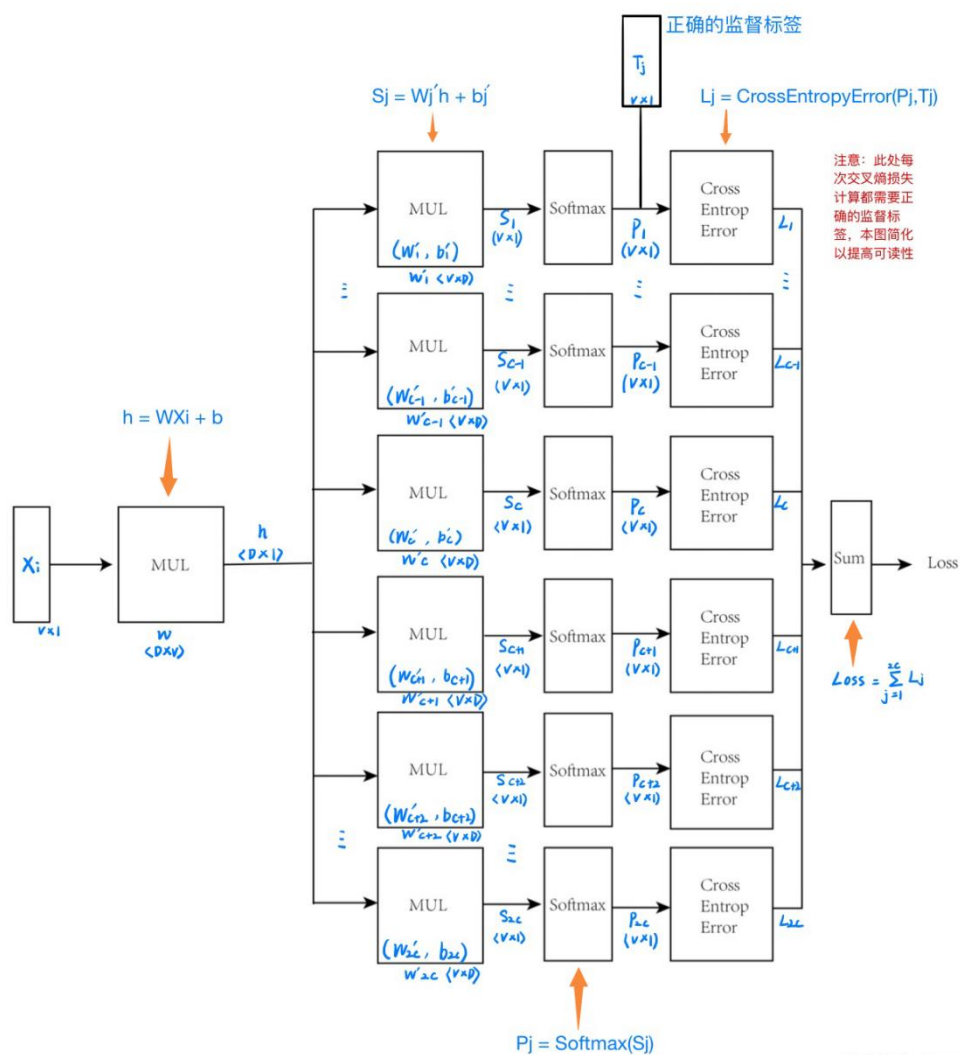 正确的监督标签
Tj
v×1
Sj = Wj′h + bj′
Lj = CrossEntropyError(Pj,Tj)
注意：此处每
次交叉熵损失
计算都需要正
确的监督标
签，本图简化
以提高可读性
MUL
(W₁′, b₁′)
W′₁ <V×D>
S₁
(V×1)
Softmax
P₁
(V×1)
Cross
Entrop
Error
L₁
MUL
(W′c-1, b′c-1)
W′c-1 <V×D>
Sc-1
<V×1>
Softmax
Pc-1
(V×1)
Cross
Entrop
Error
Lc-1
h = WXi + b
MUL
(Wc′, b′c)
W′c <V×D>
Sc
<V×1>
Softmax
Pc
(V×1)
Cross
Entrop
Error
Lc
Xi
v×1
MUL
W
<D×V>
h
<D×1>
Sum
Loss
MUL
(W′c+1, bc+1)
W′c+1 <V×D>
Sc+1
<V×1>
Softmax
Pc+1
(V×1)
Cross
Entrop
Error
Lc+1
Loss = ∑ j=1 2c Lj
MUL
(W′c+2, bc+2)
W′c+2 <V×D>
Sc+2
<V×1>
Softmax
Pc+2
(V×1)
Cross
Entrop
Error
Lc+2
MUL
(W₂c′, b₂c)
W′₂c <V×D>
S₂c
<V×1>
Softmax
P₂c
(V×1)
Cross
Entrop
Error
L₂c
Pj = Softmax(Sj)